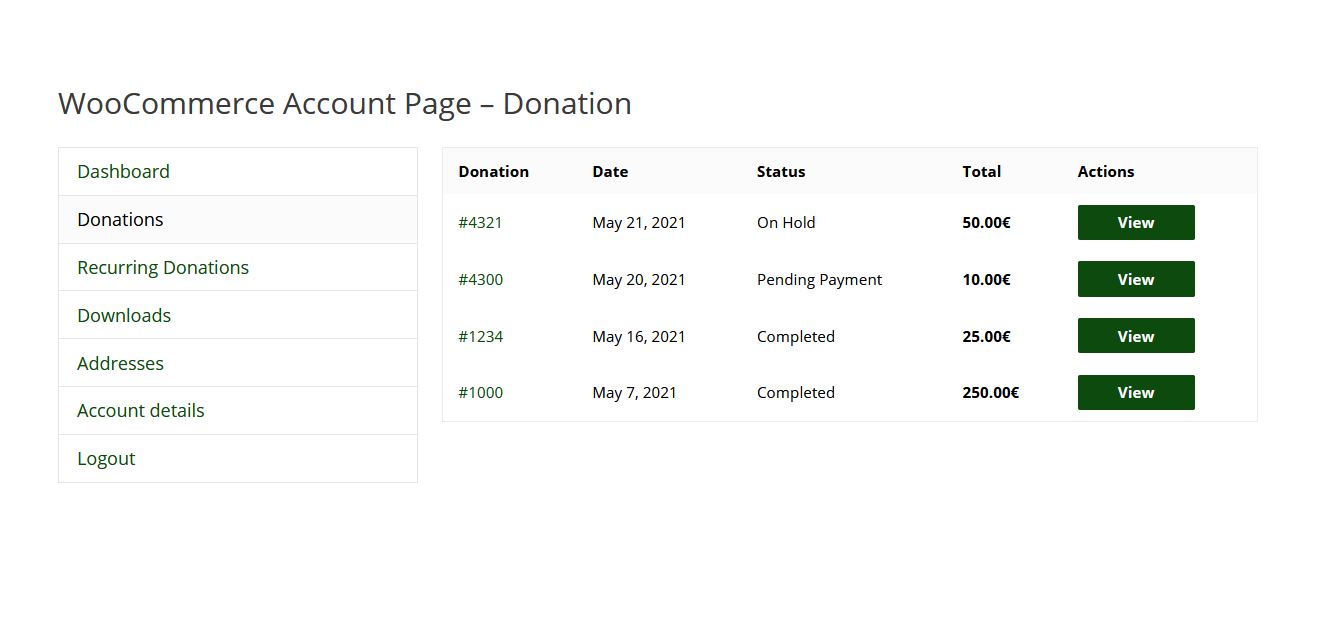 WooCommerce Account Page – Donation
Dashboard
Donations
Recurring Donations
Downloads
Addresses
Account details
Logout
Donation Date Status Total Actions
#4321 May 21, 2021 On Hold 50.00€ View
#4300 May 20, 2021 Pending Payment 10.00€ View
#1234 May 16, 2021 Completed 25.00€ View
#1000 May 7, 2021 Completed 250.00€ View